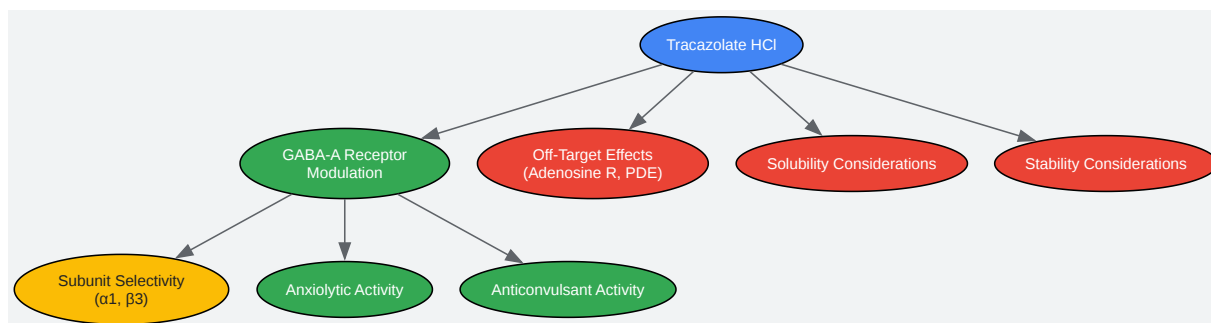 Tracazolate HCl
GABA-A Receptor
Modulation
Off-Target Effects
(Adenosine R, PDE)
Solubility Considerations
Stability Considerations
Subunit Selectivity
(α1, β3)
Anxiolytic Activity
Anticonvulsant Activity